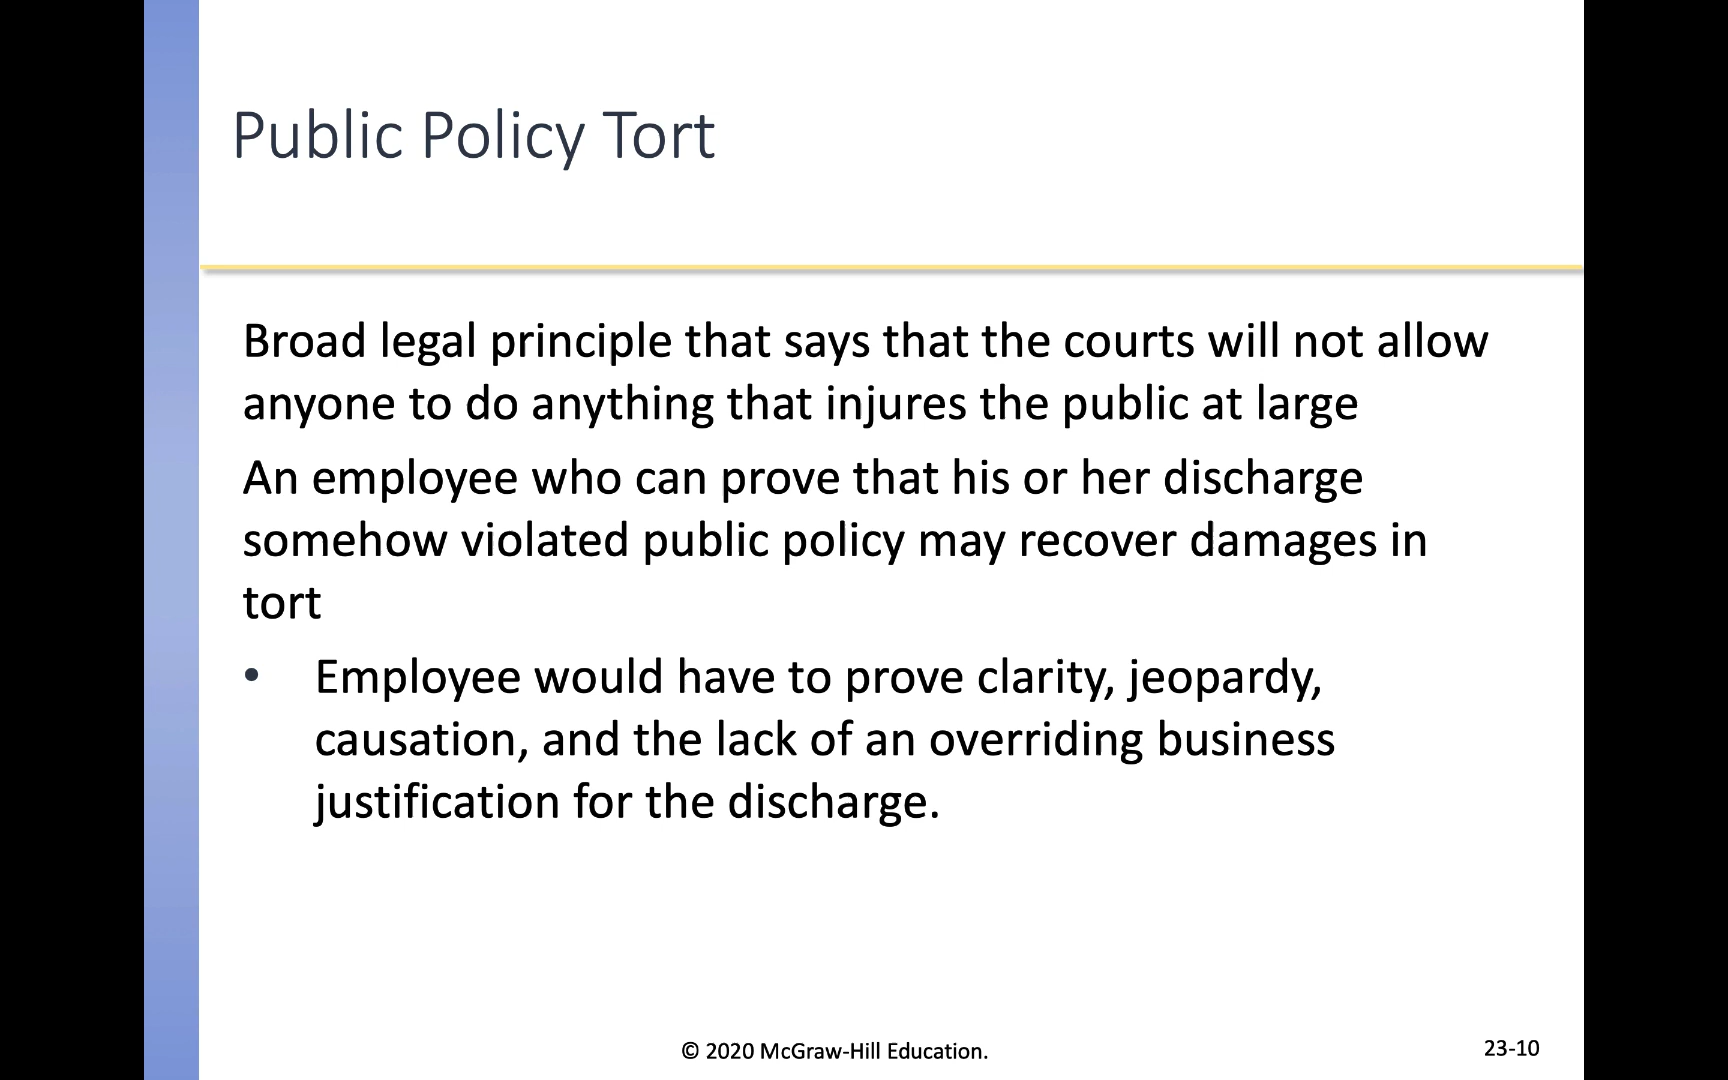 Public Policy Tort
Broad legal principle that says that the courts will not allow
anyone to do anything that injures the public at large
An employee who can prove that his or her discharge
somehow violated public policy may recover damages in
tort
• Employee would have to prove clarity, jeopardy,
causation, and the lack of an overriding business
justification for the discharge.
© 2020 McGraw-Hill Education.
23-10